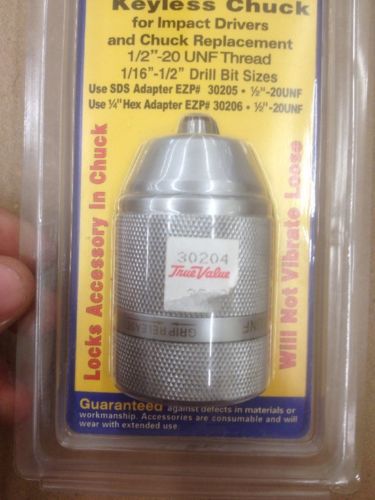 Keyless Chuck
for Impact Drivers
and Chuck Replacement
1/2"-20 UNF Thread
1/16"-1/2" Drill Bit Sizes
Use SDS Adapter EZP# 30205 • ½"-20UNF
Use ¼" Hex Adapter EZP# 30206 • ½"-20UNF
Locks Accessory in Chuck
Will Not Vibrate Loose
30204
True Value
GRIP RELEASE
UNF
Guaranteed against defects in materials or
workmanship. Accessories are consumable and will
wear with extended use.